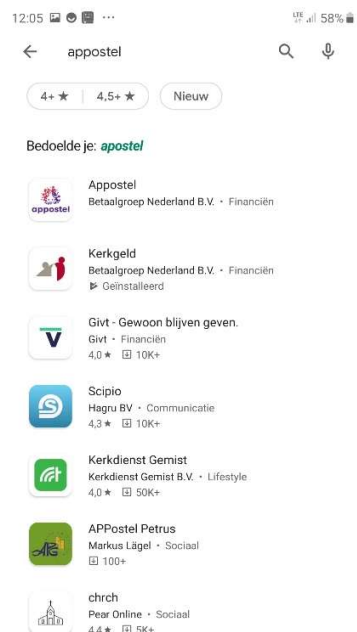 12:05 LTE 58%
appostel
4+ ★ 4,5+ ★ Nieuw
Bedoelde je: apostel
appostel
Appostel
Betaalgroep Nederland B.V. • Financiën
Kerkgeld
Betaalgroep Nederland B.V. • Financiën
Geïnstalleerd
Givt - Gewoon blijven geven.
Givt • Financiën
4,0 ★ 10K+
Scipio
Hagru BV • Communicatie
4,3 ★ 10K+
Kerkdienst Gemist
Kerkdienst Gemist B.V. • Lifestyle
4,0 ★ 50K+
APPostel Petrus
Markus Lägel • Sociaal
100+
chrch
Pear Online • Sociaal
4,4 ★ 5K+